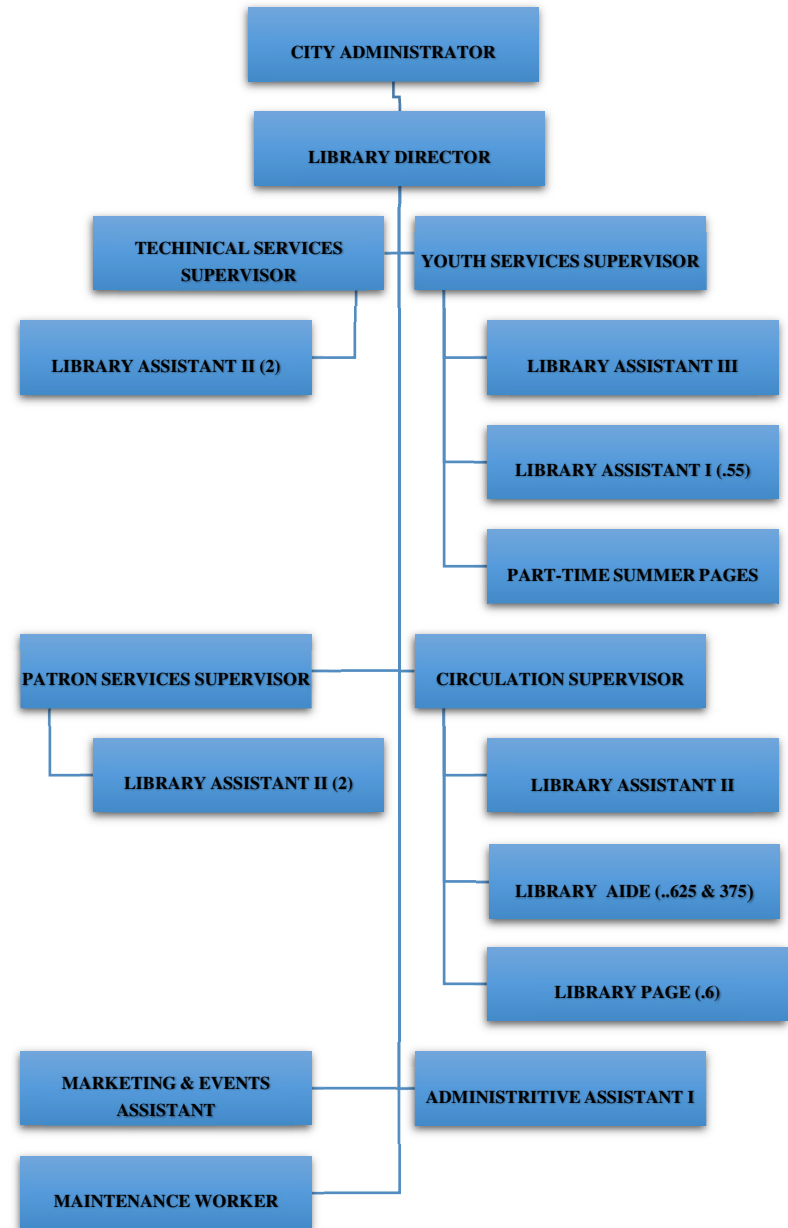 CITY ADMINISTRATOR
LIBRARY DIRECTOR
TECHINICAL SERVICES
SUPERVISOR
YOUTH SERVICES SUPERVISOR
LIBRARY ASSISTANT II (2)
LIBRARY ASSISTANT III
LIBRARY ASSISTANT I (.55)
PART-TIME SUMMER PAGES
PATRON SERVICES SUPERVISOR
CIRCULATION SUPERVISOR
LIBRARY ASSISTANT II (2)
LIBRARY ASSISTANT II
LIBRARY  AIDE (..625 & 375)
LIBRARY PAGE (.6)
MARKETING & EVENTS
ASSISTANT
ADMINISTRITIVE ASSISTANT I
MAINTENANCE WORKER